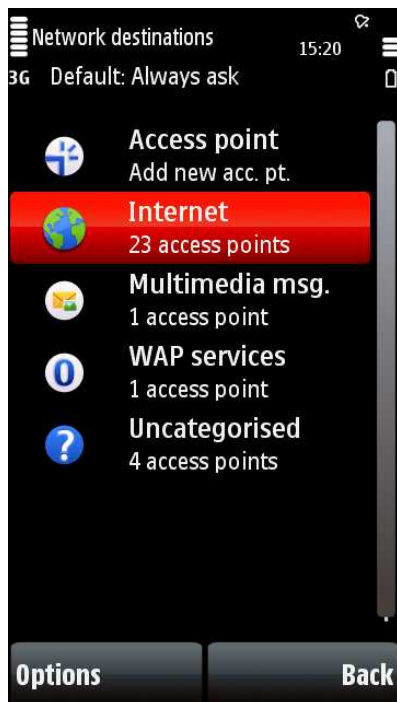 Network destinations
15:20
3G Default: Always ask
Access point
Add new acc. pt.
Internet
23 access points
Multimedia msg.
1 access point
WAP services
1 access point
Uncategorised
4 access points
Options
Back